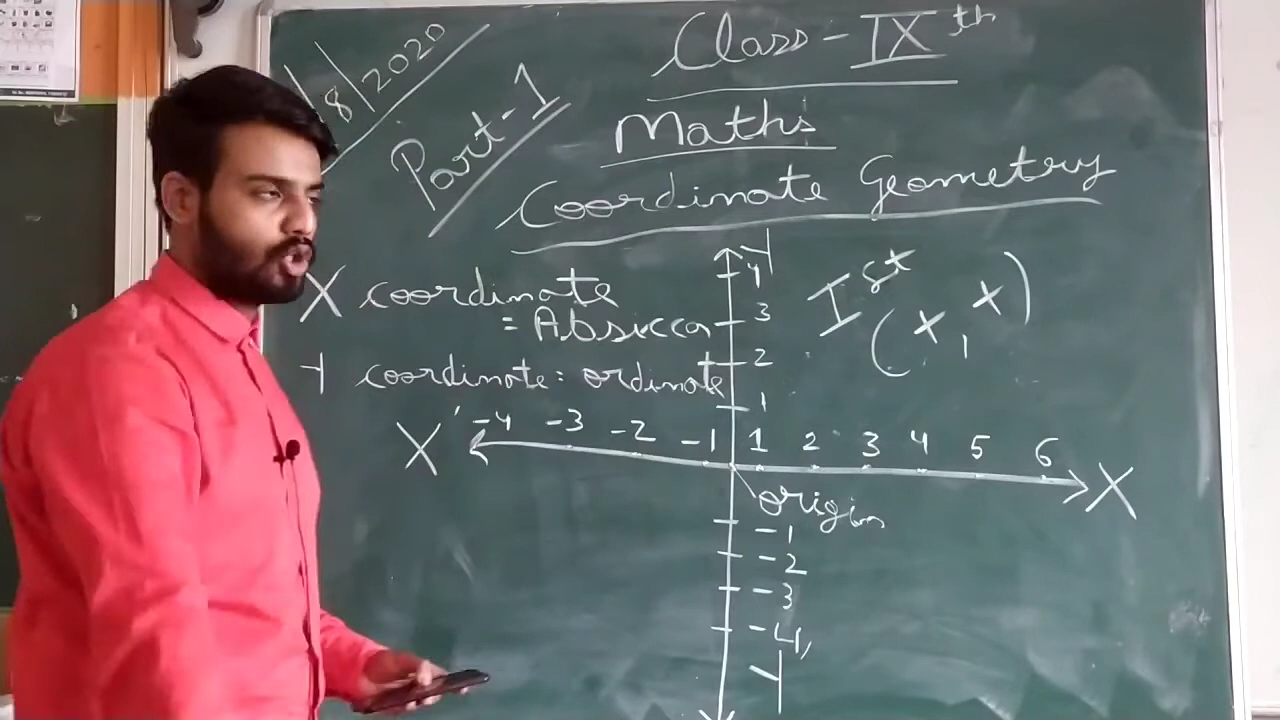 /8/2020
Part-1
Class-IXth
Maths
Coordinate Geometry
X coordinate
= Absicca
Y coordinate = ordinate
Ist
(x, x)
Y
4
3
2
1
X' -4 -3 -2 -1 1 2 3 4 5 6 X
origin
-1
-2
-3
-4
Y'